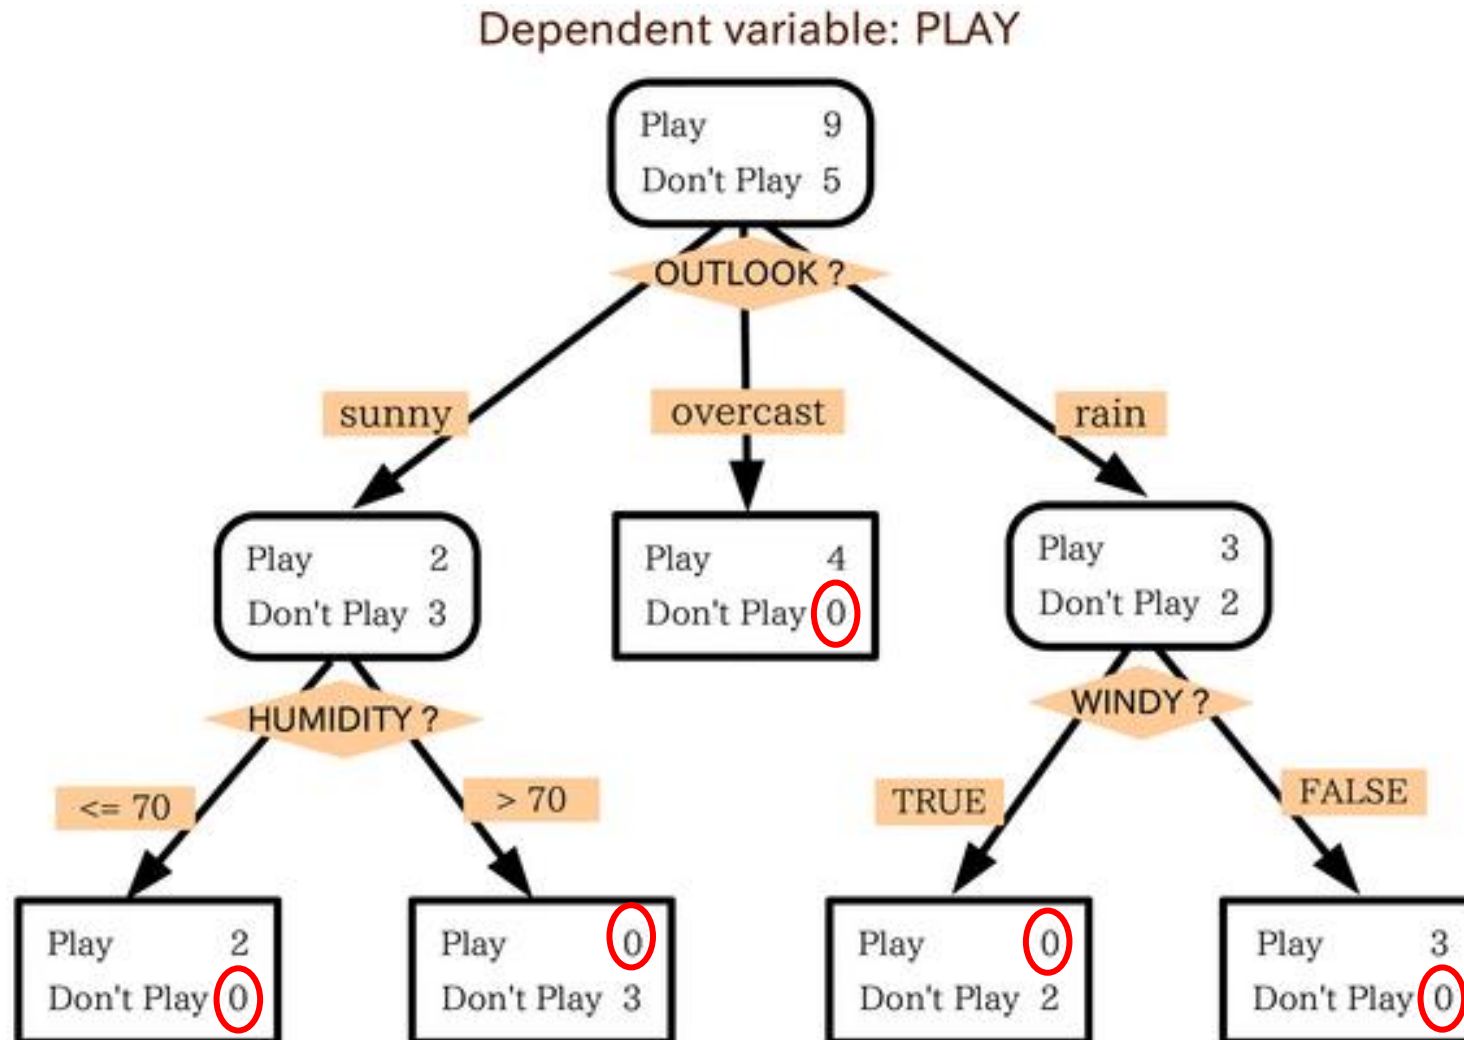 Dependent variable: PLAY
Play 9
Don't Play 5
OUTLOOK ?
sunny
overcast
rain
Play 2
Don't Play 3
Play 4
Don't Play 0
Play 3
Don't Play 2
HUMIDITY ?
WINDY ?
<= 70
> 70
TRUE
FALSE
Play 2
Don't Play 0
Play 0
Don't Play 3
Play 0
Don't Play 2
Play 3
Don't Play 0